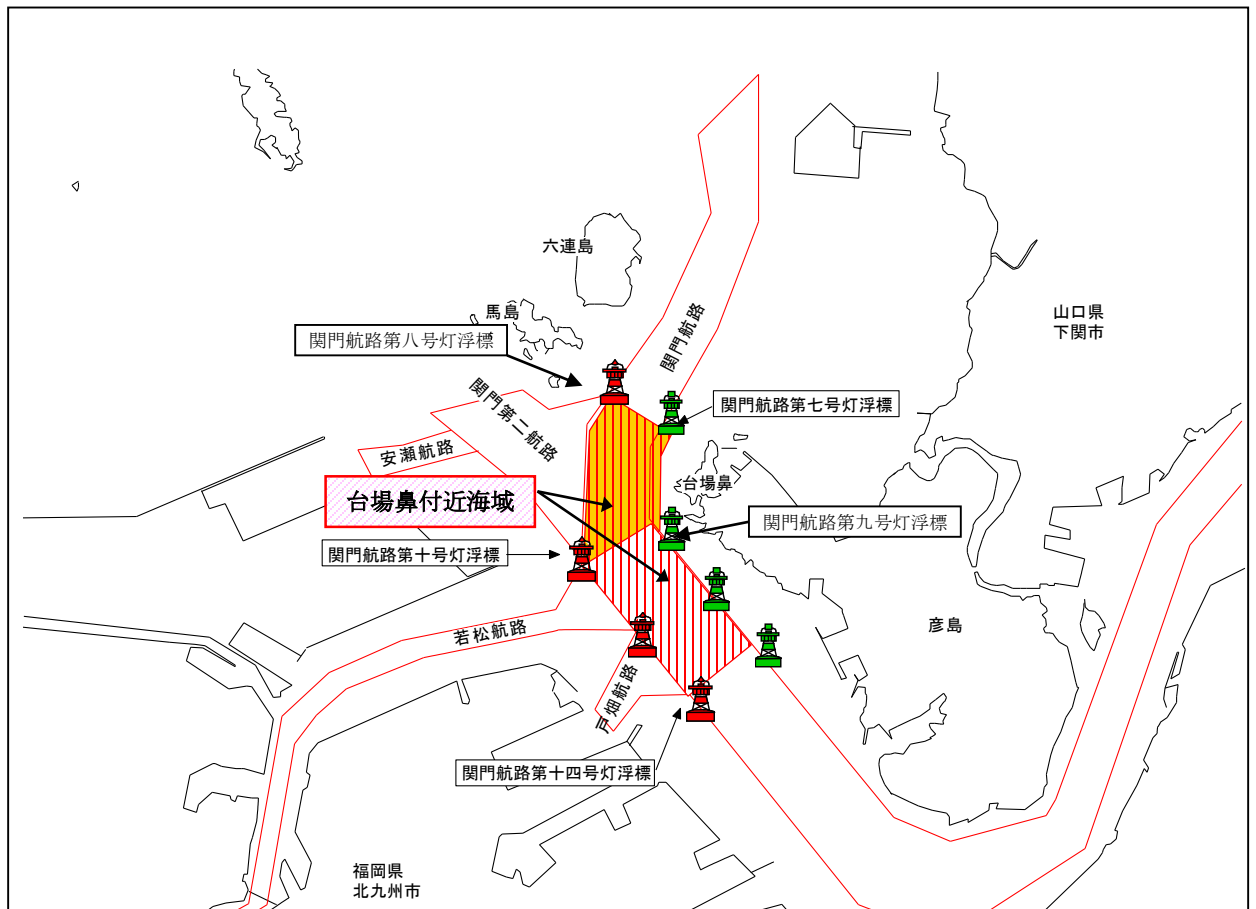 六連島
馬島
山口県
下関市
関門航路第八号灯浮標
関門航路
関門第二航路
関門航路第七号灯浮標
安瀬航路
台場鼻
台場鼻付近海域
関門航路第九号灯浮標
関門航路第十号灯浮標
若松航路
彦島
戸畑航路
関門航路第十四号灯浮標
福岡県
北九州市